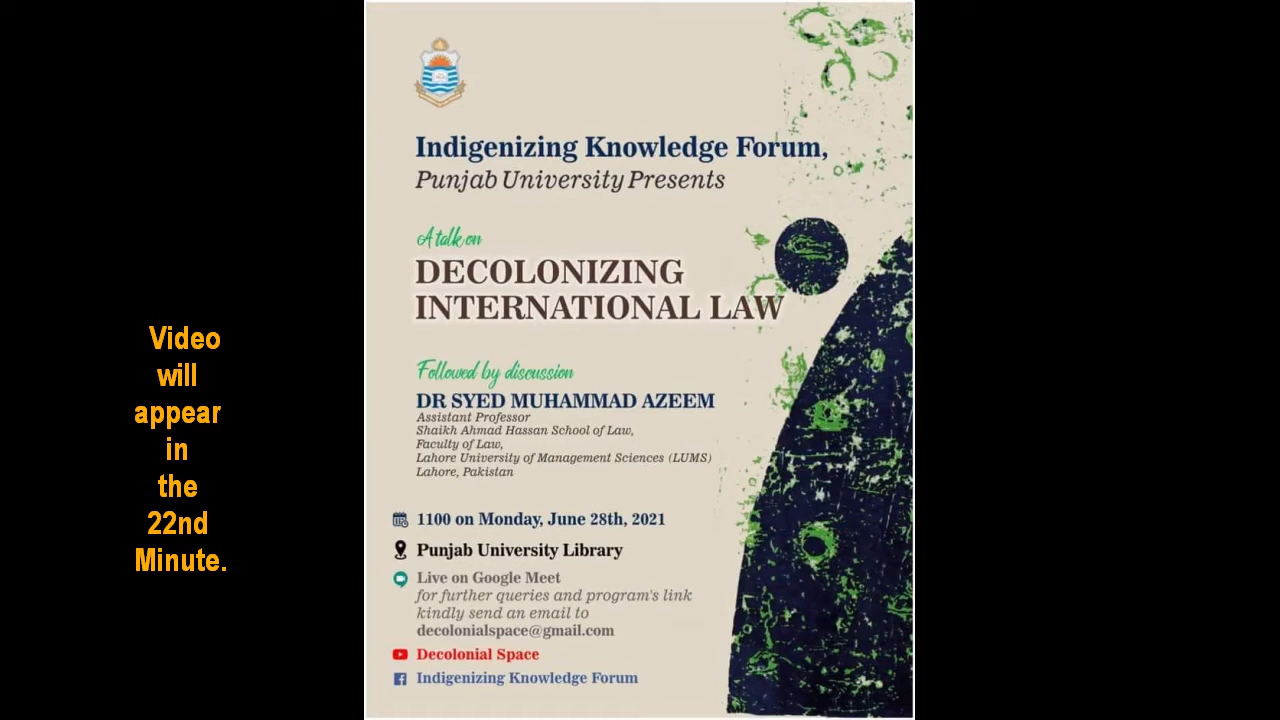 Video
will
appear
in
the
22nd
Minute.
Indigenizing Knowledge Forum,
Punjab University Presents
A talk on
DECOLONIZING
INTERNATIONAL LAW
Followed by discussion
DR SYED MUHAMMAD AZEEM
Assistant Professor
Shaikh Ahmad Hassan School of Law,
Faculty of Law,
Lahore University of Management Sciences (LUMS)
Lahore, Pakistan
1100 on Monday, June 28th, 2021
Punjab University Library
Live on Google Meet
for further queries and program's link
kindly send an email to
decolonialspace@gmail.com
Decolonial Space
Indigenizing Knowledge Forum